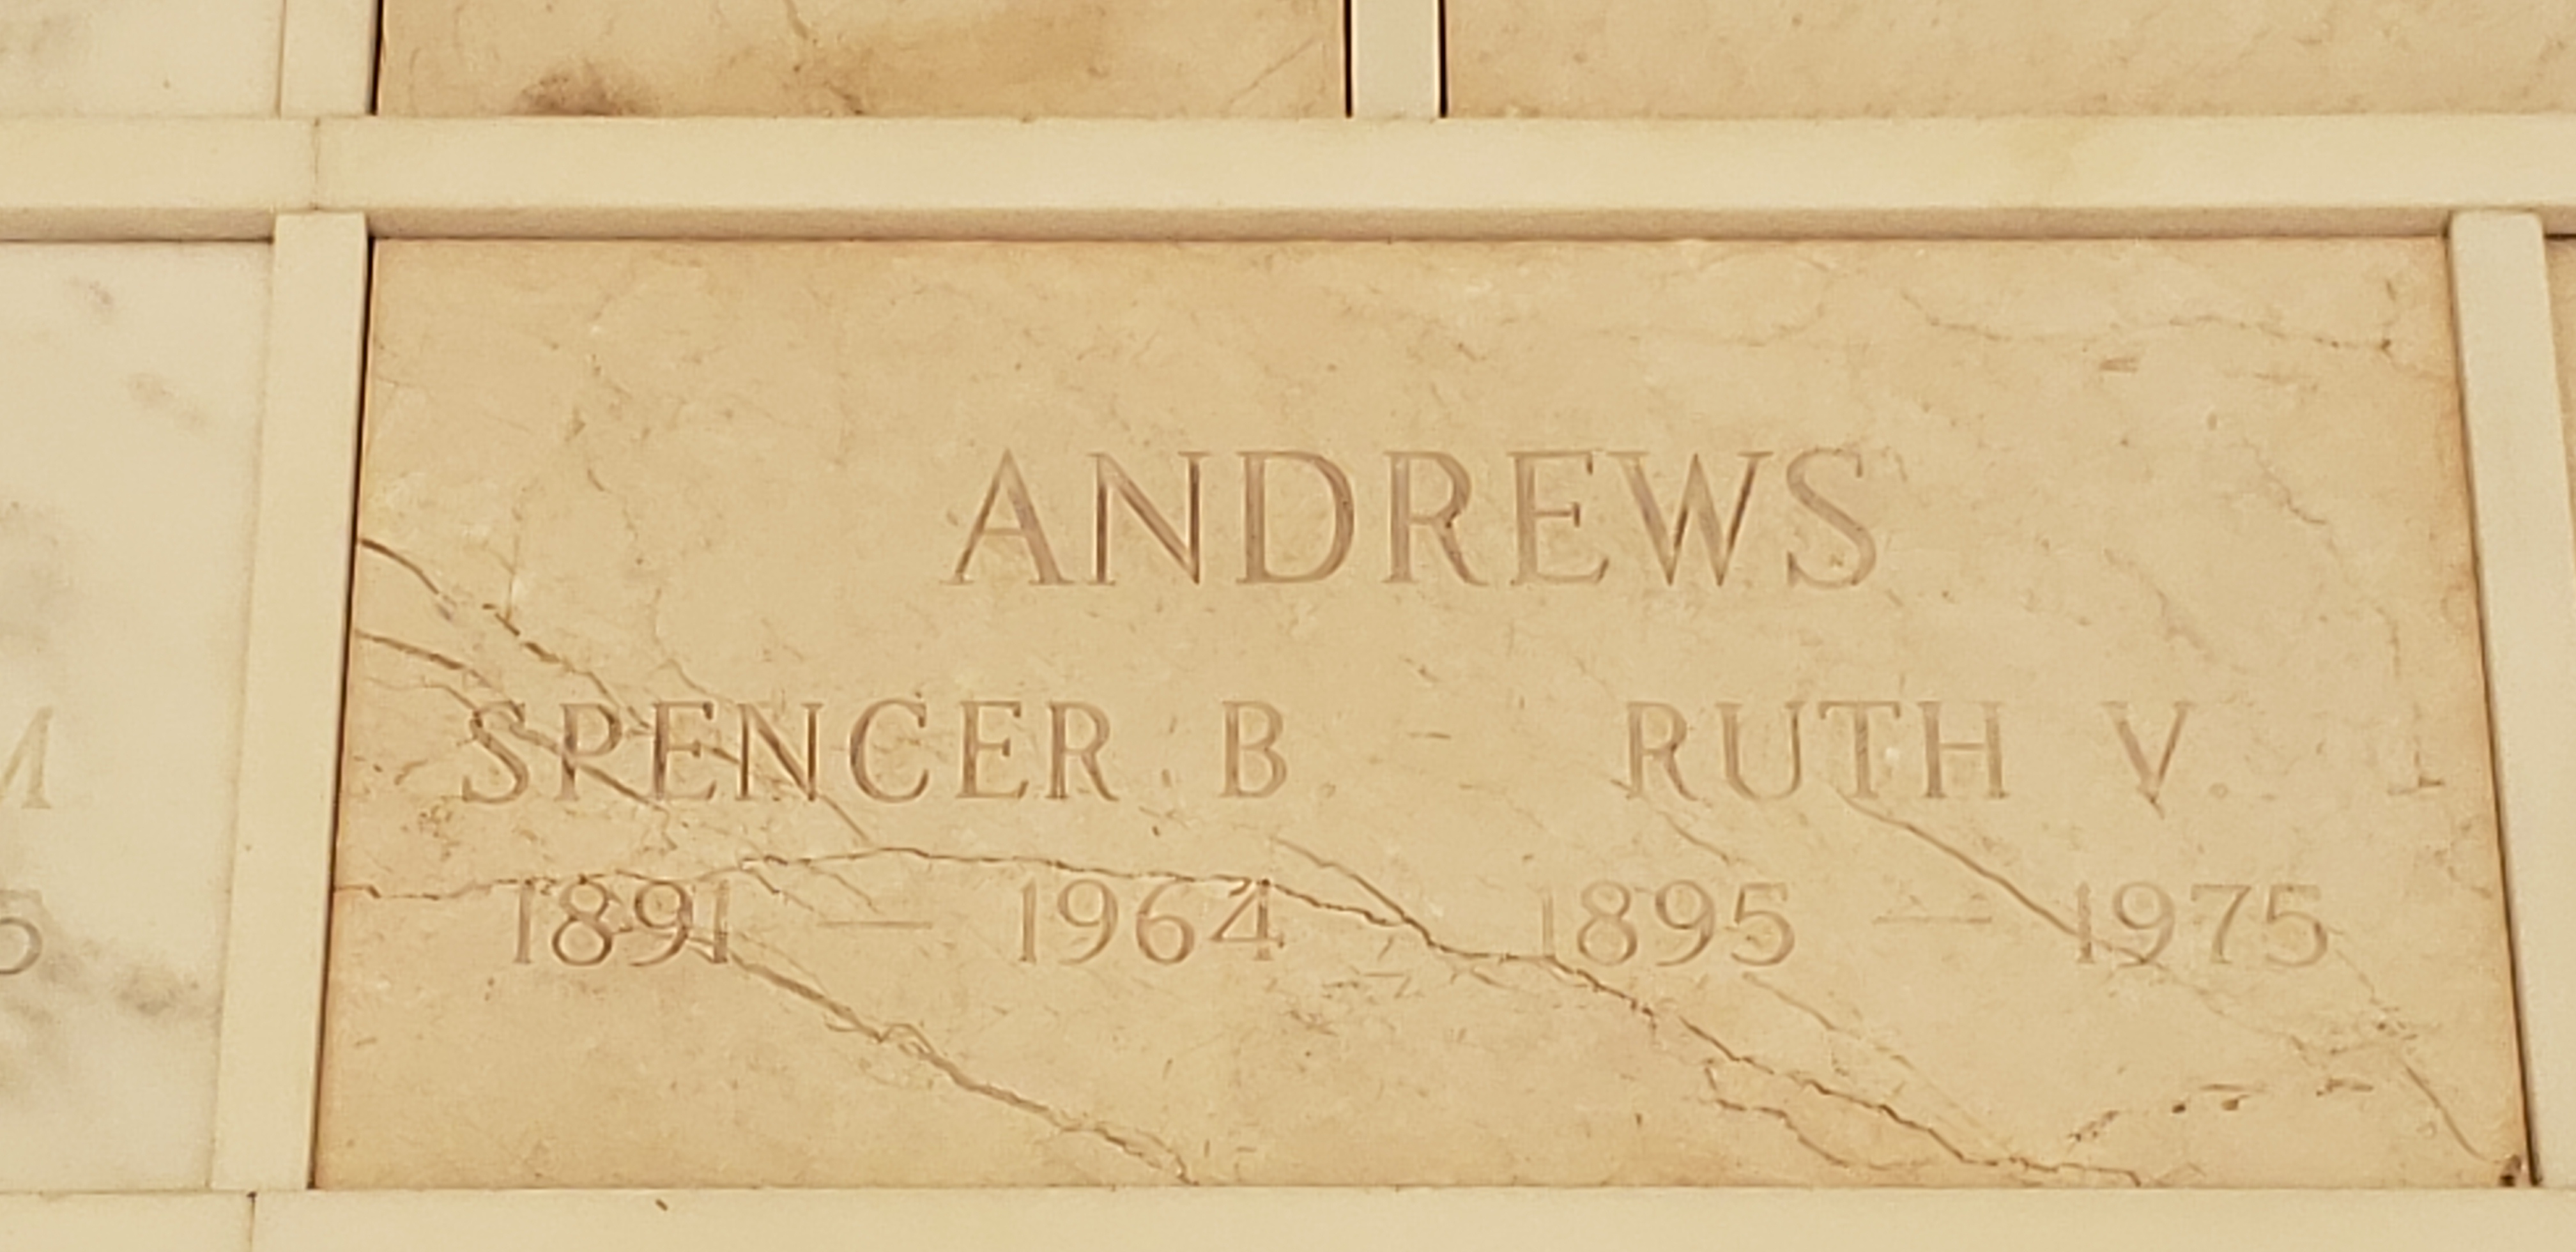 ANDREWS
SPENCER B. - RUTH V.
1891 — 1964 1895 — 1975